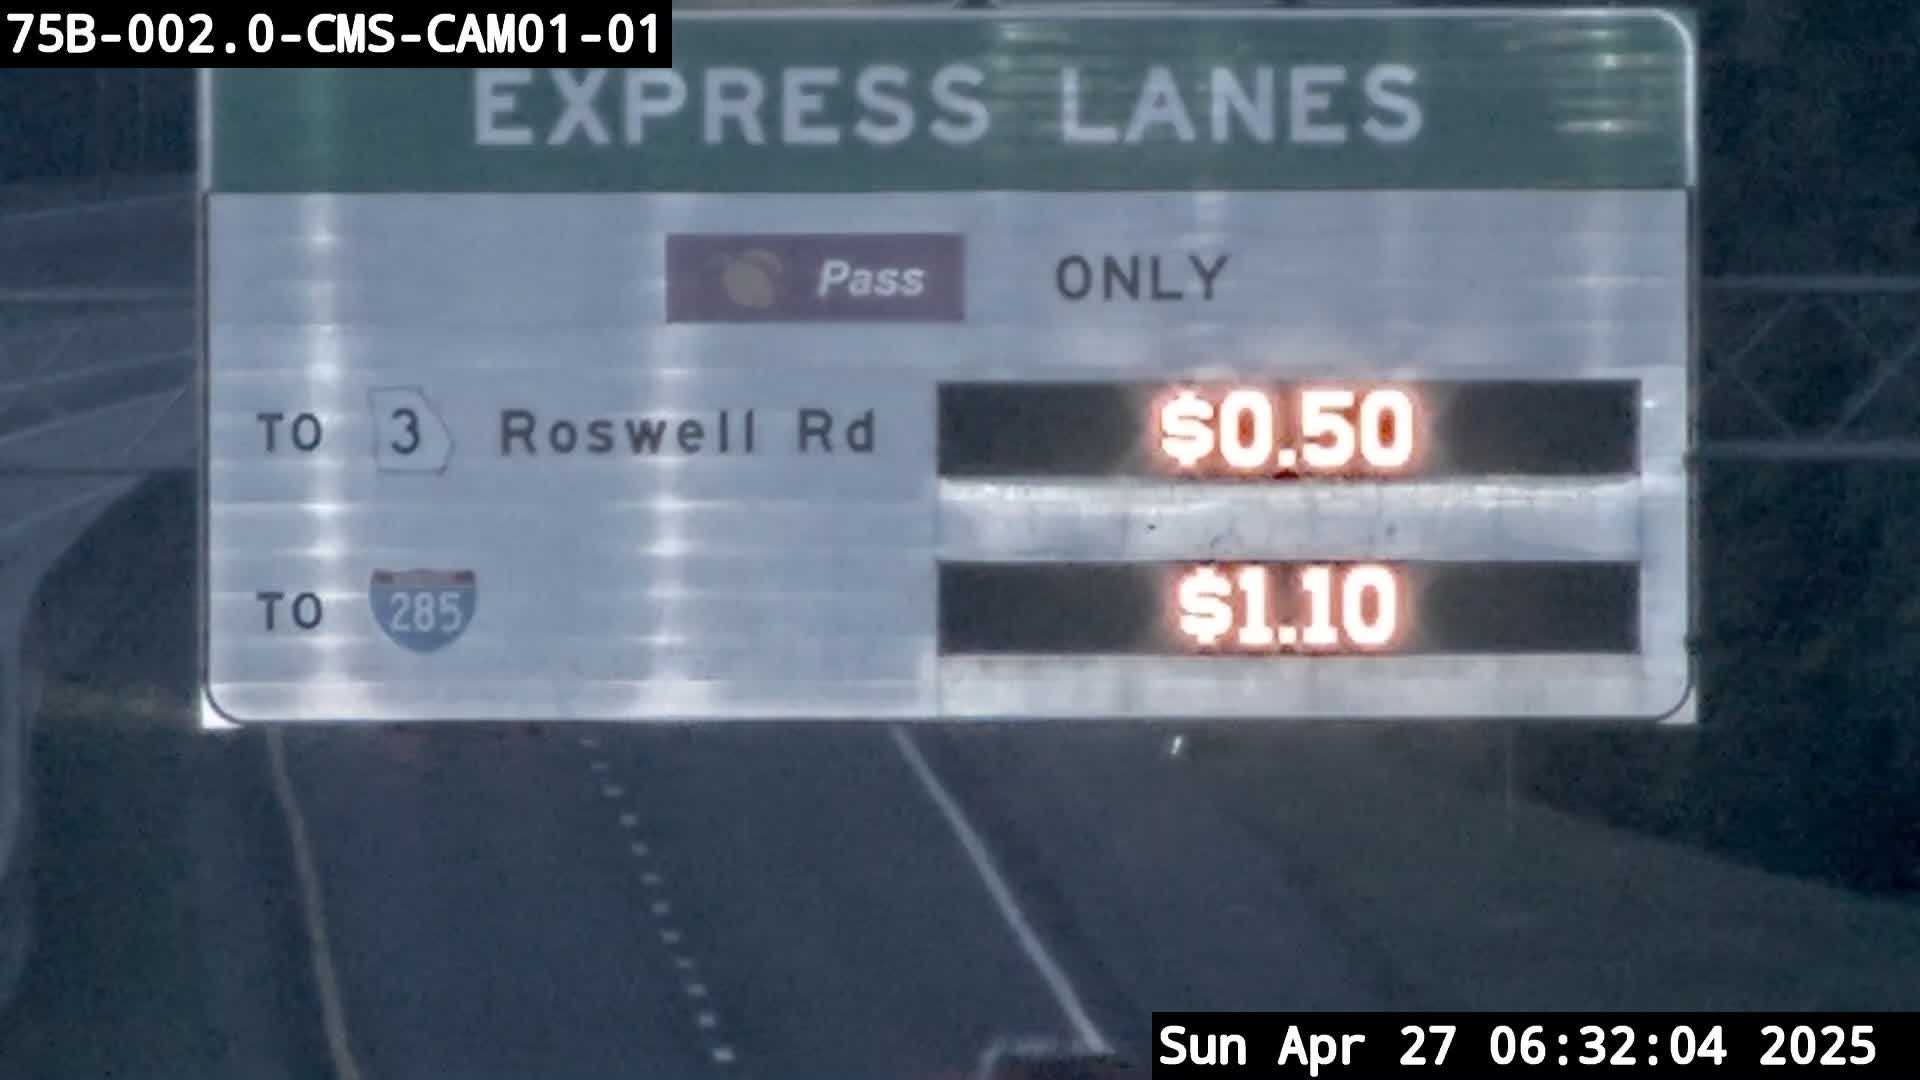 75B-002.0-CMS-CAM01-01
EXPRESS LANES
Pass ONLY
TO 3 Roswell Rd $0.50
TO 285 $1.10
Sun Apr 27 06:32:04 2025